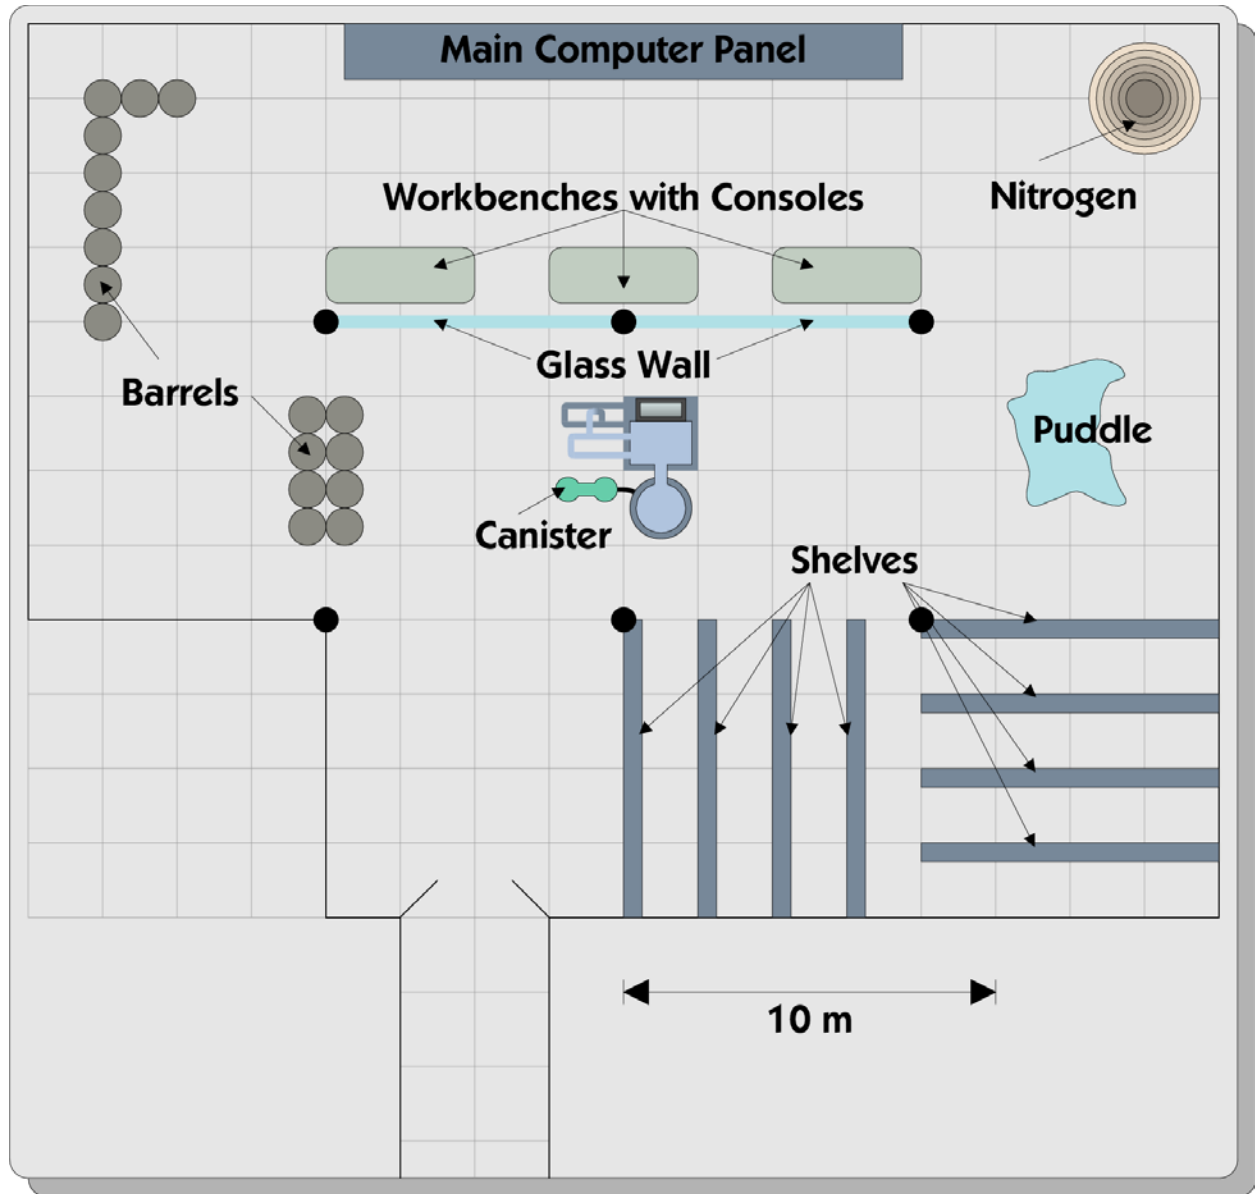 Main Computer Panel
Workbenches with Consoles
Nitrogen
Glass Wall
Barrels
Puddle
Canister
Shelves
10 m